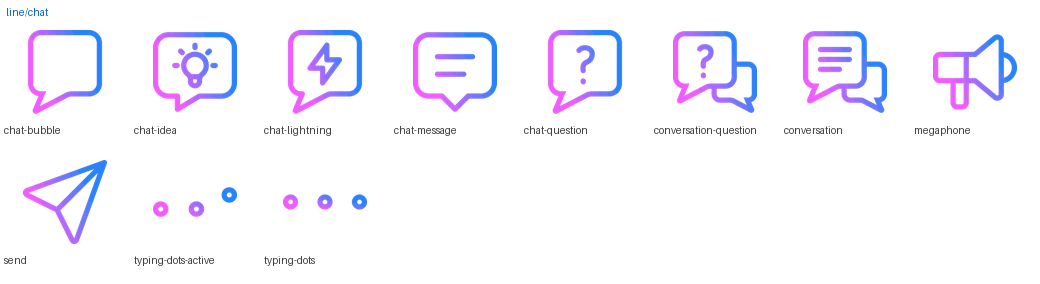 line/chat
chat-bubble
chat-idea
chat-lightning
chat-message
chat-question
conversation-question
conversation
megaphone
send
typing-dots-active
typing-dots